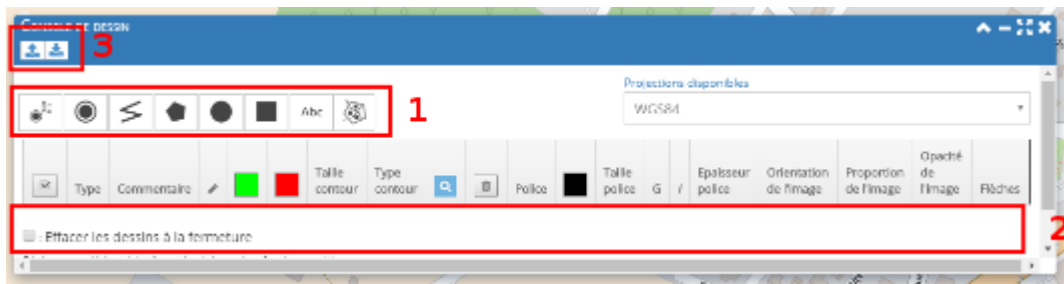 CONSOLE DE DESSIN
3
Projections disponibles
WGS84
Abc
1
Type Commentaire Taille contour Type contour Police Taille police G I Epaisseur police Orientation de l'image Proportion de l'image Opacité de l'image Flèches
2
: Effacer les dessins à la fermeture